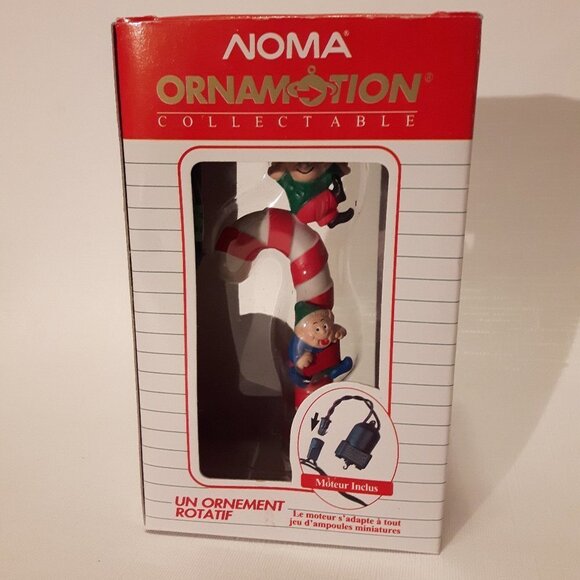 NOMA®
ORNAMOTION®
COLLECTABLE
Moteur Inclus
UN ORNEMENT
ROTATIF
Le moteur s'adapte à tout
jeu d'ampoules miniatures